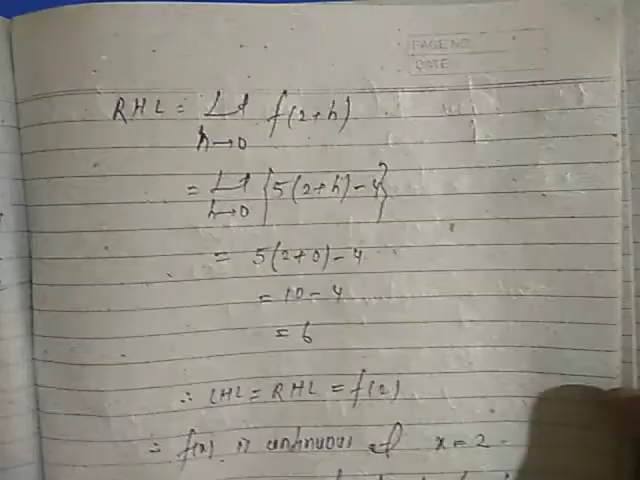 PAGE NO
DATE
RHL = Lt f(2+h)
h→0
= Lt {5(2+h)-4}
h→0
= 5(2+0)-4
= 10-4
= 6
∴ LHL = RHL = f(2)
∴ f(x) is continuous at x=2.